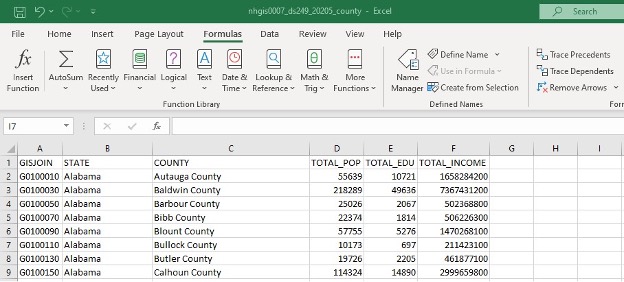 nhgis0007_ds249_20205_county - Excel
Search
File Home Insert Page Layout Formulas Data Review View Help
fx Σ A θ
Insert Function
AutoSum
Recently Used
Financial
Logical
Text
Date & Time
Lookup & Reference
Math & Trig
More Functions
Function Library
Name Manager
Define Name
Use in Formula
Create from Selection
Defined Names
Trace Precedents
Trace Dependents
Remove Arrows
Form
I7 fx
A B C D E F G H I
1 GISJOIN STATE COUNTY TOTAL_POP TOTAL_EDU TOTAL_INCOME
2 G0100010 Alabama Autauga County 55639 10721 1658284200
3 G0100030 Alabama Baldwin County 218289 49636 7367431200
4 G0100050 Alabama Barbour County 25026 2067 502368800
5 G0100070 Alabama Bibb County 22374 1814 506226300
6 G0100090 Alabama Blount County 57755 5276 1470268100
7 G0100110 Alabama Bullock County 10173 697 211423100
8 G0100130 Alabama Butler County 19726 2205 461877100
9 G0100150 Alabama Calhoun County 114324 14890 2999659800